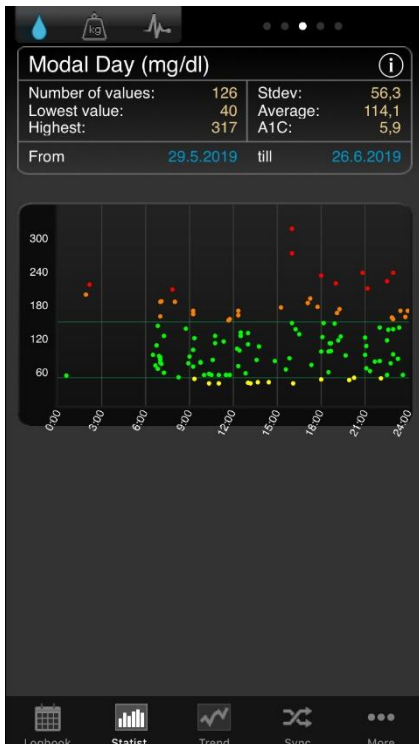 kg
Modal Day (mg/dl)
i
Number of values: 126 Stdev: 56,3
Lowest value: 40 Average: 114,1
Highest: 317 A1C: 5,9
From 29.5.2019 till 26.6.2019
300
240
180
120
60
0:00 3:00 6:00 9:00 12:00 15:00 18:00 21:00 24:00
Logbook Statist. Trend Sync More